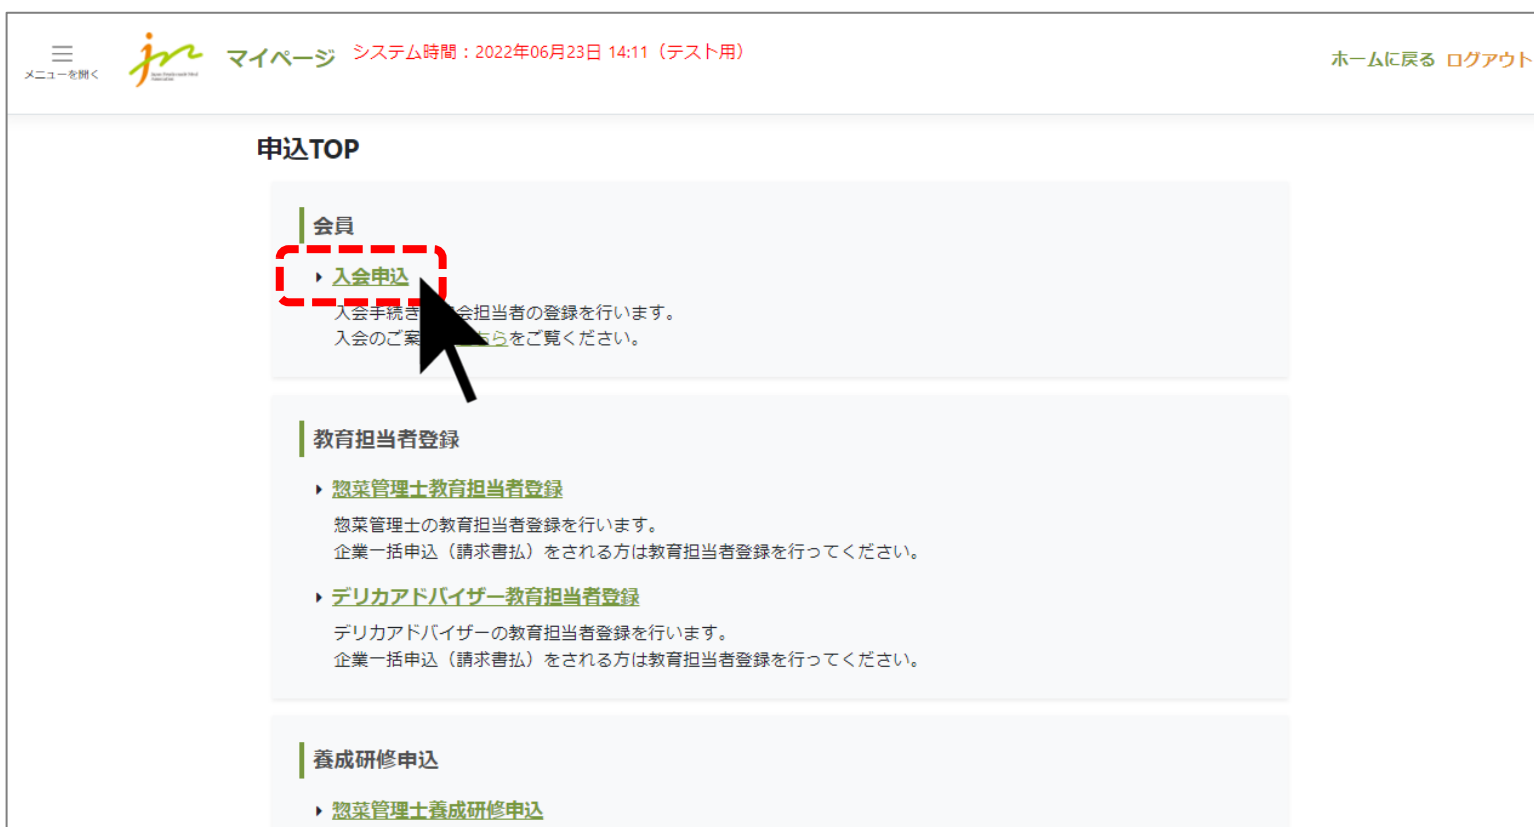 メニューを開く
マイページ
システム時間：2022年06月23日 14:11（テスト用）
ホームに戻る ログアウト
申込TOP
会員
入会申込
入会手続き 会担当者の登録を行います。
入会のご案 ちらをご覧ください。
教育担当者登録
惣菜管理士教育担当者登録
惣菜管理士の教育担当者登録を行います。
企業一括申込（請求書払）をされる方は教育担当者登録を行ってください。
デリカアドバイザー教育担当者登録
デリカアドバイザーの教育担当者登録を行います。
企業一括申込（請求書払）をされる方は教育担当者登録を行ってください。
養成研修申込
惣菜管理士養成研修申込